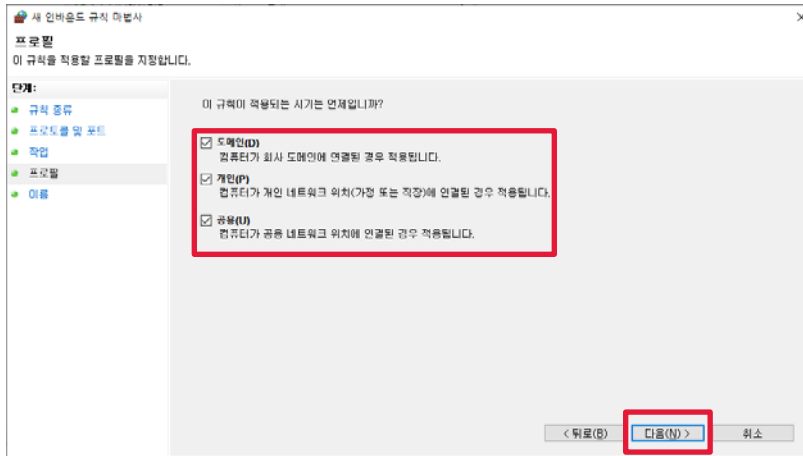 새 인바운드 규칙 마법사
프로필
이 규칙을 적용할 프로필을 지정합니다.
단계:
규칙 종류
프로토콜 및 포트
작업
프로필
이름
이 규칙이 적용되는 시기는 언제입니까?
도메인(D)
컴퓨터가 회사 도메인에 연결된 경우 적용됩니다.
개인(P)
컴퓨터가 개인 네트워크 위치(가정 또는 직장)에 연결된 경우 적용됩니다.
공용(U)
컴퓨터가 공용 네트워크 위치에 연결된 경우 적용됩니다.
< 뒤로(B) 다음(N) > 취소